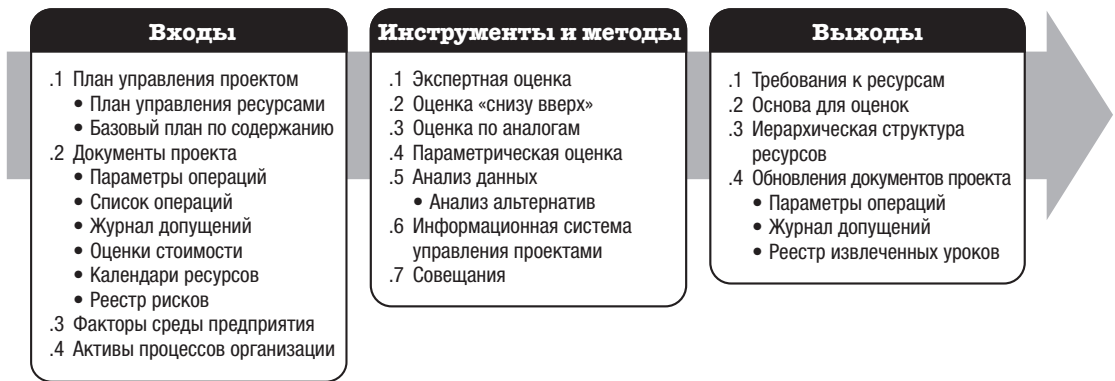 Входы
.1 План управления проектом
• План управления ресурсами
• Базовый план по содержанию
.2 Документы проекта
• Параметры операций
• Список операций
• Журнал допущений
• Оценки стоимости
• Календари ресурсов
• Реестр рисков
.3 Факторы среды предприятия
.4 Активы процессов организации
Инструменты и методы
.1 Экспертная оценка
.2 Оценка «снизу вверх»
.3 Оценка по аналогам
.4 Параметрическая оценка
.5 Анализ данных
• Анализ альтернатив
.6 Информационная система
управления проектами
.7 Совещания
Выходы
.1 Требования к ресурсам
.2 Основа для оценок
.3 Иерархическая структура
ресурсов
.4 Обновления документов проекта
• Параметры операций
• Журнал допущений
• Реестр извлеченных уроков